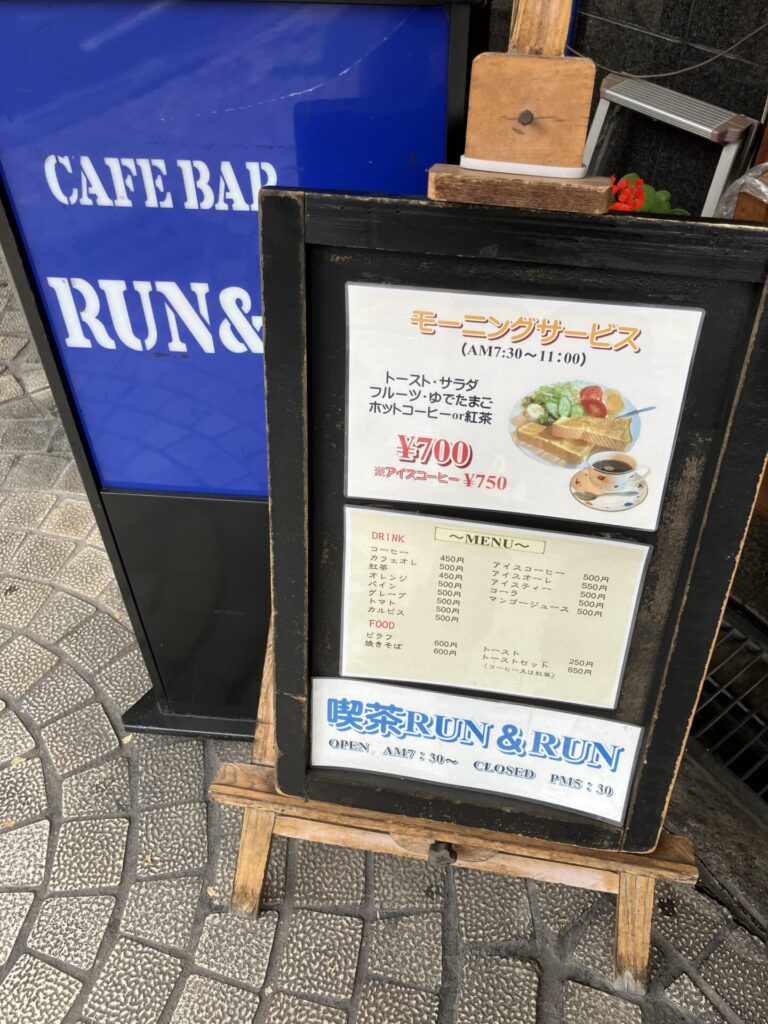 CAFE BAR
RUN&
モーニングサービス
(AM7:30～11:00)
トースト・サラダ
フルーツ・ゆでたまご
ホットコーヒーor紅茶
¥700
※アイスコーヒー ¥750
～MENU～
DRINK
コーヒー 450円
カフェオレ 500円
紅茶 450円
オレンジ 500円
パイン 500円
グレープ 500円
トマト 500円
カルピス 500円
アイスコーヒー 500円
アイスオーレ 550円
アイスティー 500円
コーラ 500円
マンゴージュース 500円
FOOD
ピラフ 600円
焼きそば 600円
トースト 250円
トーストセット 650円
(コーヒー又は紅茶)
喫茶RUN＆RUN
OPEN AM7：30～ CLOSED PM5：30